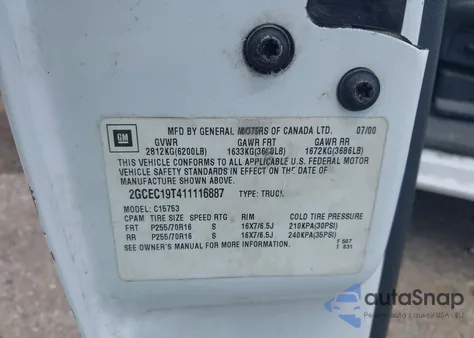 GM
MFD BY GENERAL MOTORS OF CANADA LTD. 07/00
GVWR GAWR FRT GAWR RR
2812KG(6200LB) 1633KG(3600LB) 1672KG(3686LB)
THIS VEHICLE CONFORMS TO ALL APPLICABLE U.S. FEDERAL MOTOR
VEHICLE SAFETY STANDARDS IN EFFECT ON THE DATE OF
MANUFACTURE SHOWN ABOVE.
2GCEC19T411116887 TYPE: TRUCK
MODEL: C15753
CPAM TIRE SIZE SPEED RTG RIM COLD TIRE PRESSURE
FRT P255/70R16 S 16X7/6.5J 210KPA(30PSI)
RR P255/70R16 S 16X7/6.5J 240KPA(35PSI)
SEE OWNER'S MANUAL FOR MORE INFORMATION.
autoSnap